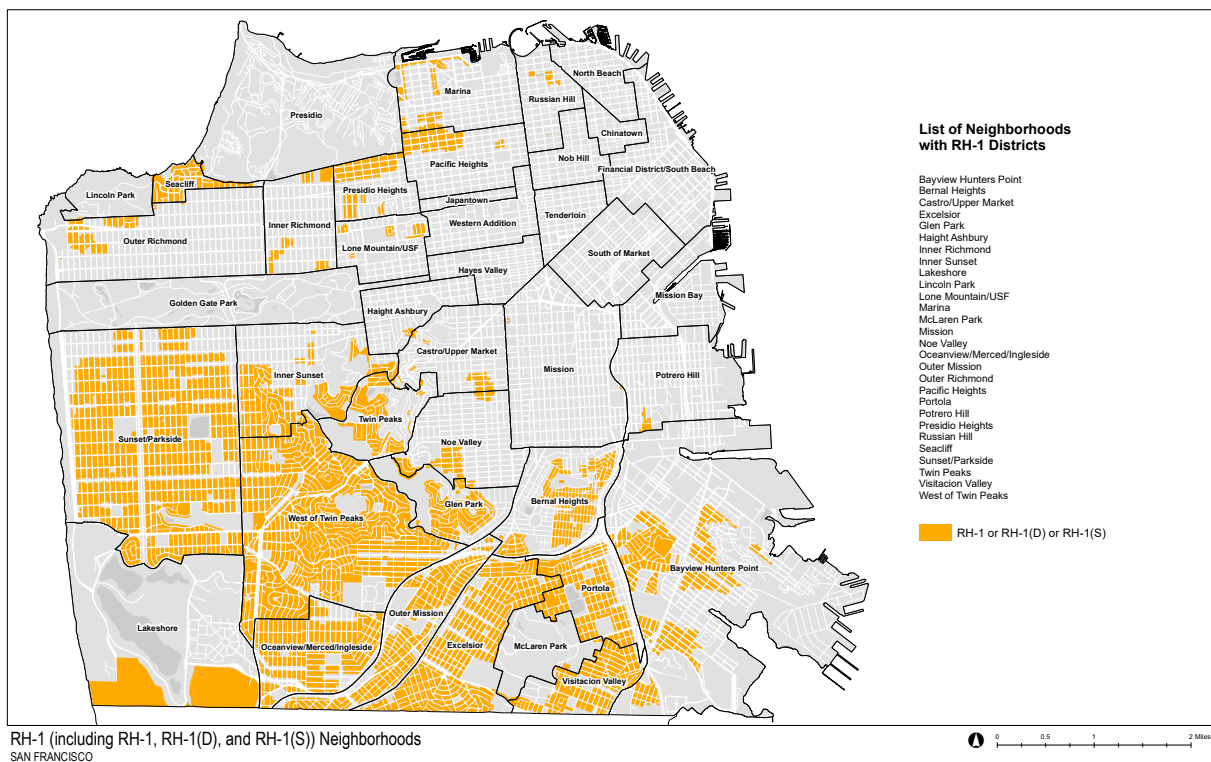 North Beach
Marina
Russian Hill
Presidio
Chinatown
Nob Hill
Pacific Heights
Financial District/South Beach
Seacliff
Lincoln Park
Presidio Heights
Japantown
Tenderloin
Western Addition
Inner Richmond
Outer Richmond
Lone Mountain/USF
South of Market
Hayes Valley
Mission Bay
Golden Gate Park
Haight Ashbury
Castro/Upper Market
Inner Sunset
Mission
Potrero Hill
Twin Peaks
Sunset/Parkside
Noe Valley
Glen Park
Bernal Heights
West of Twin Peaks
Bayview Hunters Point
Portola
Outer Mission
Lakeshore
Oceanview/Merced/Ingleside
Excelsior
McLaren Park
Visitacion Valley
List of Neighborhoods
with RH-1 Districts
Bayview Hunters Point
Bernal Heights
Castro/Upper Market
Excelsior
Glen Park
Haight Ashbury
Inner Richmond
Inner Sunset
Lakeshore
Lincoln Park
Lone Mountain/USF
Marina
McLaren Park
Mission
Noe Valley
Oceanview/Merced/Ingleside
Outer Mission
Outer Richmond
Pacific Heights
Portola
Potrero Hill
Presidio Heights
Russian Hill
Seacliff
Sunset/Parkside
Twin Peaks
Visitacion Valley
West of Twin Peaks
RH-1 or RH-1(D) or RH-1(S)
RH-1 (including RH-1, RH-1(D), and RH-1(S)) Neighborhoods
SAN FRANCISCO
0 0.5 1 2 Miles